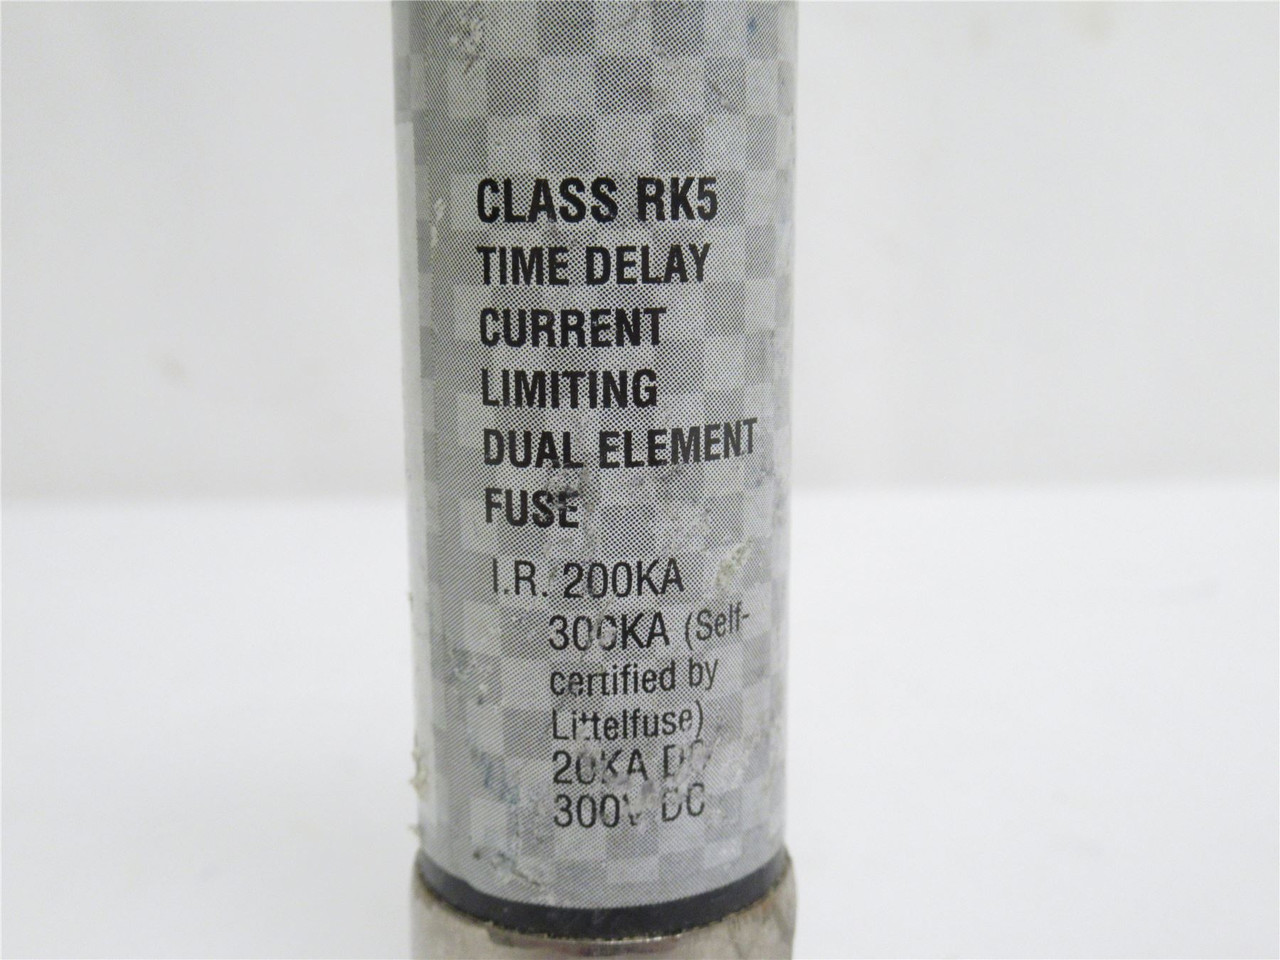 CLASS RK5
TIME DELAY
CURRENT
LIMITING
DUAL ELEMENT
FUSE
I.R. 200KA
300KA (Self-
certified by
Littelfuse)
20KA DC
300V DC